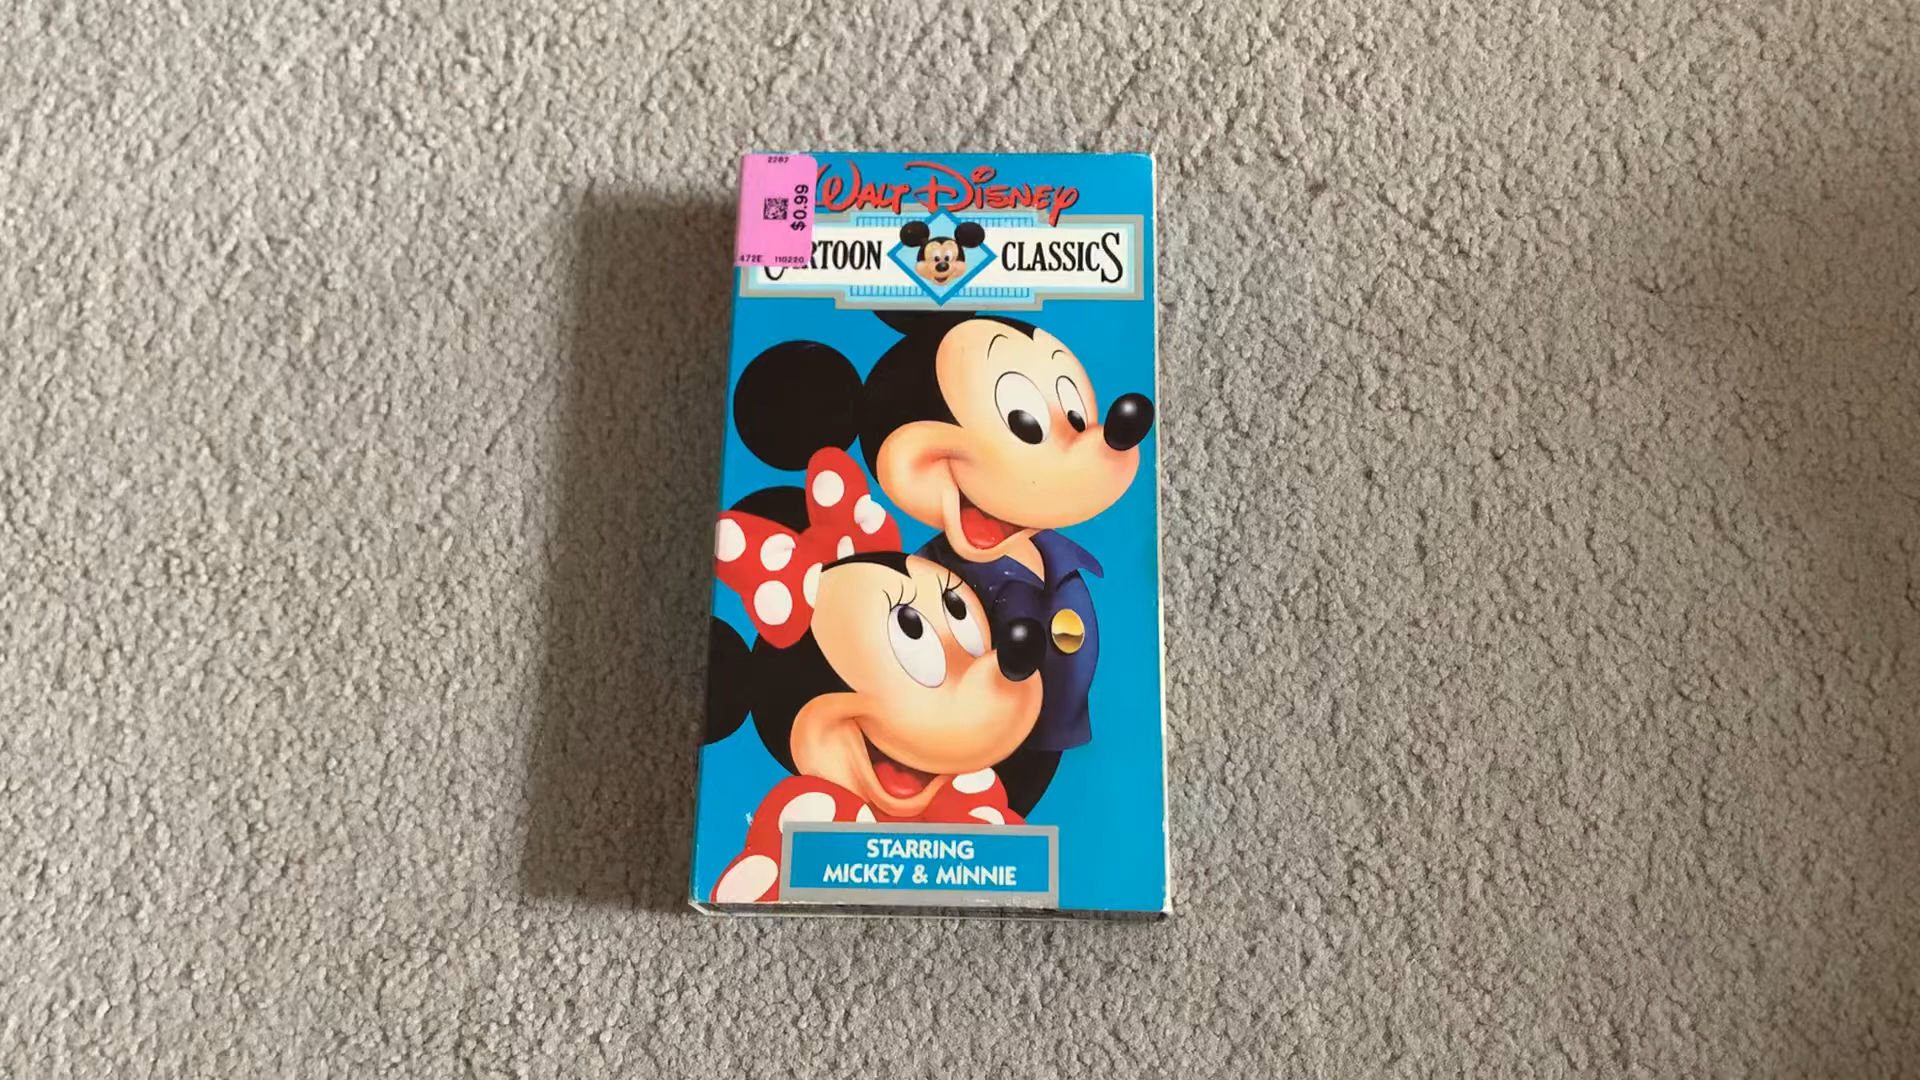 2287
$0.99
472E 110220
Walt Disney
CARTOON CLASSICS
STARRING
MICKEY & MINNIE